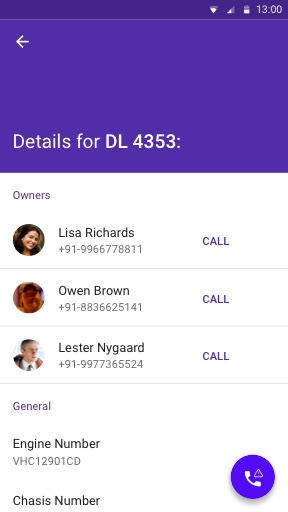 13:00
Details for DL 4353:
Owners
Lisa Richards
+91-9966778811
CALL
Owen Brown
+91-8836625141
CALL
Lester Nygaard
+91-9977365524
CALL
General
Engine Number
VHC12901CD
Chasis Number